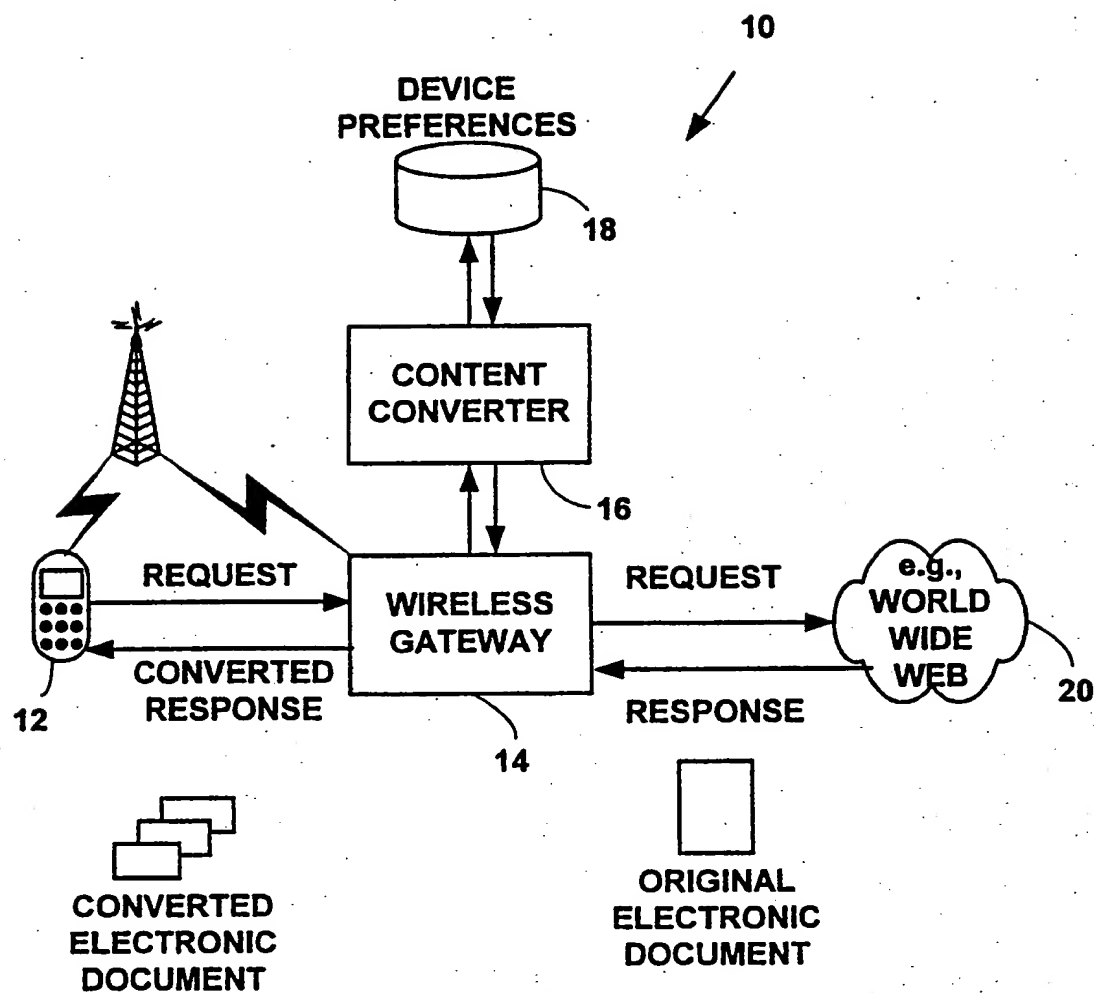 10
DEVICE
PREFERENCES
18
CONTENT
CONVERTER
16
REQUEST
WIRELESS
GATEWAY
REQUEST
e.g.,
WORLD
WIDE
WEB
CONVERTED
RESPONSE
RESPONSE
12
14
20
CONVERTED
ELECTRONIC
DOCUMENT
ORIGINAL
ELECTRONIC
DOCUMENT